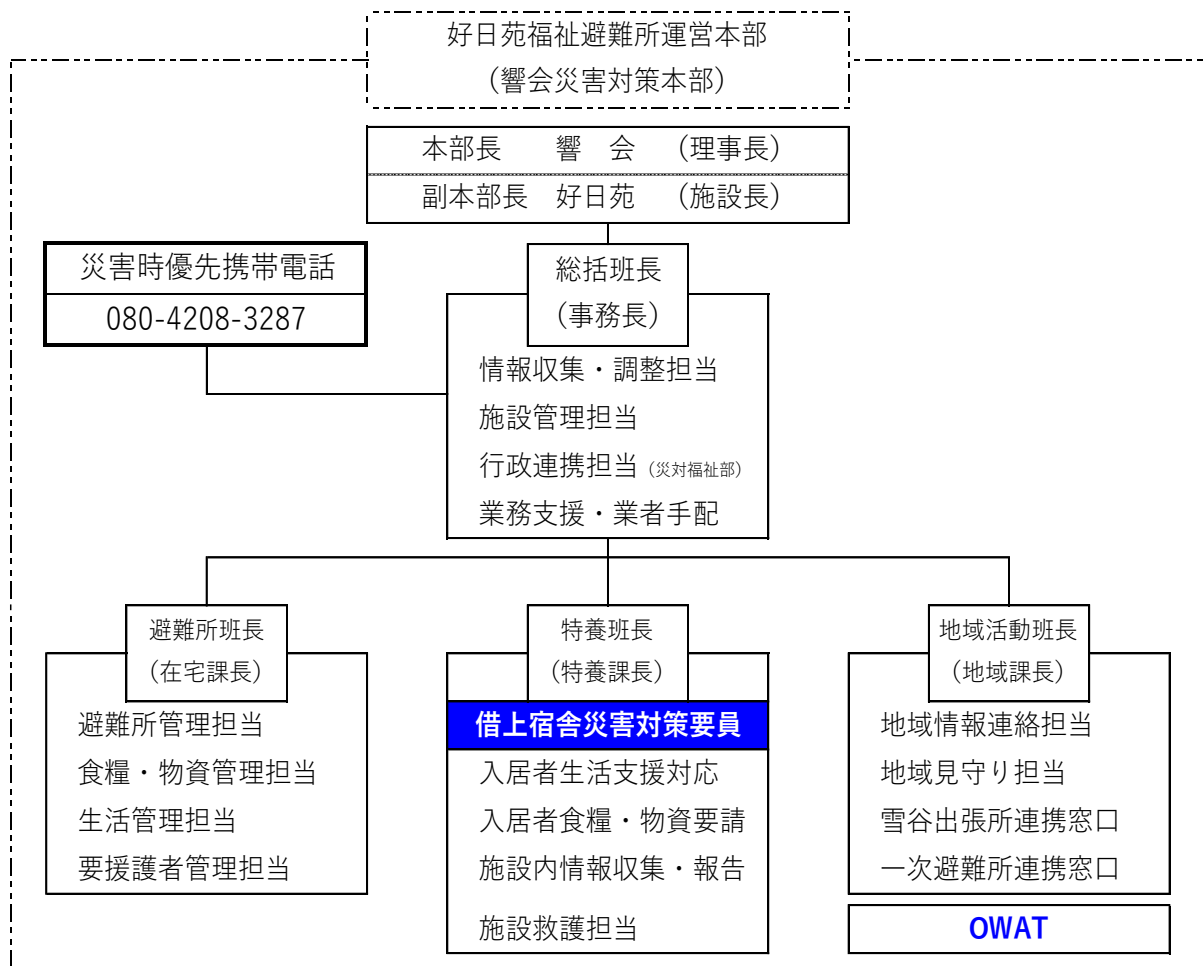 好日苑福祉避難所運営本部
(響会災害対策本部)
本部長 響 会 (理事長)
副本部長 好日苑 (施設長)
災害時優先携帯電話
080-4208-3287
総括班長
(事務長)
情報収集・調整担当
施設管理担当
行政連携担当(災対福祉部)
業務支援・業者手配
避難所班長
(在宅課長)
避難所管理担当
食糧・物資管理担当
生活管理担当
要援護者管理担当
特養班長
(特養課長)
借上宿舎災害対策要員
入居者生活支援対応
入居者食糧・物資要請
施設内情報収集・報告
施設救護担当
地域活動班長
(地域課長)
地域情報連絡担当
地域見守り担当
雪谷出張所連携窓口
一次避難所連携窓口
OWAT